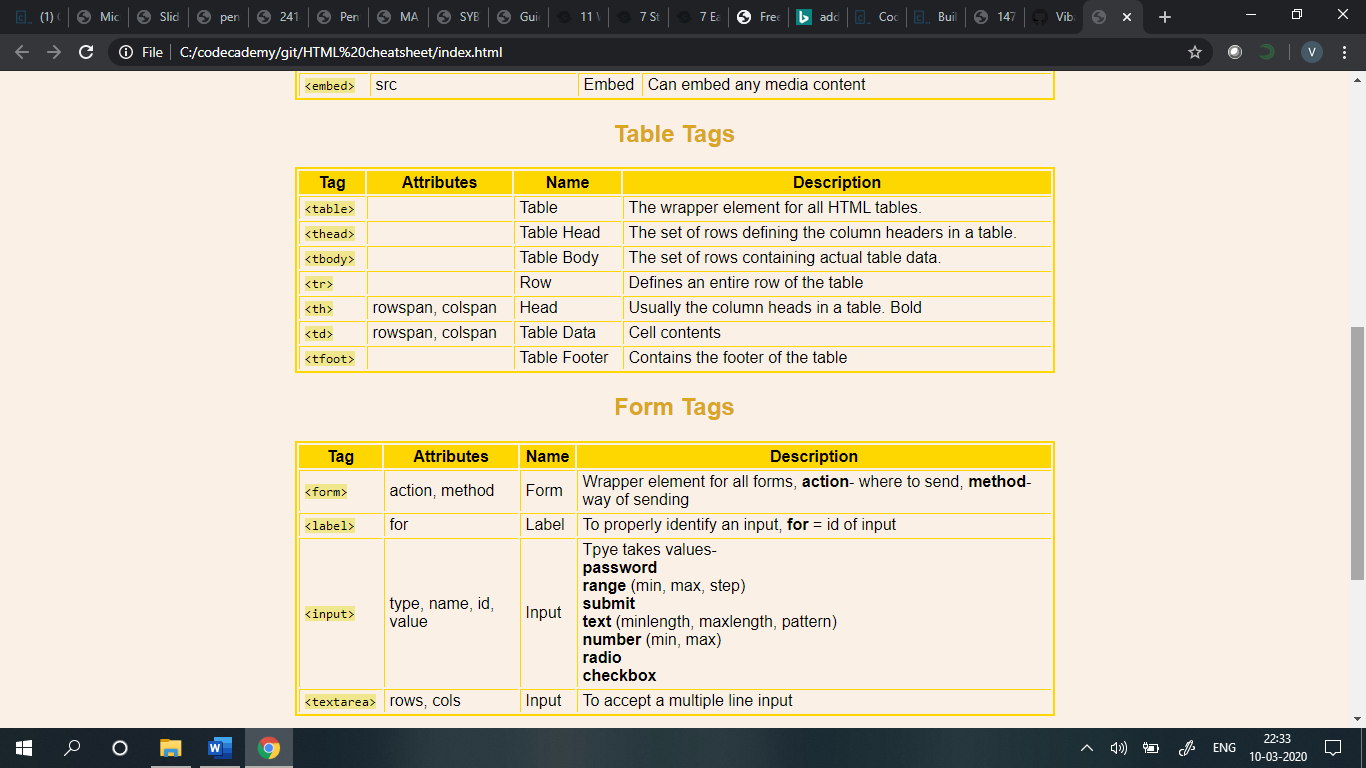 (1) Mic Slid pen 241 Pen MA SYB Gui 11 7 St 7 Ea Free add Coc Buil 147 Vib
File C:/codecademy/git/HTML%20cheatsheet/index.html V
<embed> src Embed Can embed any media content
Table Tags
Tag Attributes Name Description
<table> Table The wrapper element for all HTML tables.
<thead> Table Head The set of rows defining the column headers in a table.
<tbody> Table Body The set of rows containing actual table data.
<tr> Row Defines an entire row of the table
<th> rowspan, colspan Head Usually the column heads in a table. Bold
<td> rowspan, colspan Table Data Cell contents
<tfoot> Table Footer Contains the footer of the table
Form Tags
Tag Attributes Name Description
<form> action, method Form Wrapper element for all forms, action- where to send, method-
way of sending
<label> for Label To properly identify an input, for = id of input
<input> type, name, id,
value Input Tpye takes values-
password
range (min, max, step)
submit
text (minlength, maxlength, pattern)
number (min, max)
radio
checkbox
<textarea> rows, cols Input To accept a multiple line input
ENG 22:33
10-03-2020